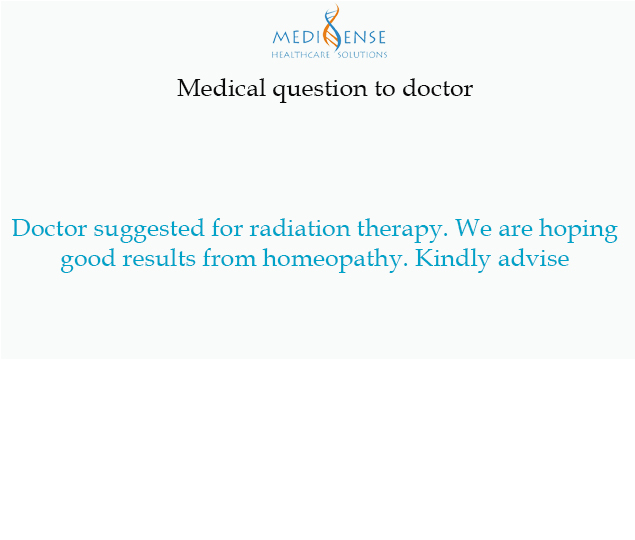 MEDISENSE
HEALTHCARE SOLUTIONS
Medical question to doctor
Doctor suggested for radiation therapy. We are hoping
good results from homeopathy. Kindly advise